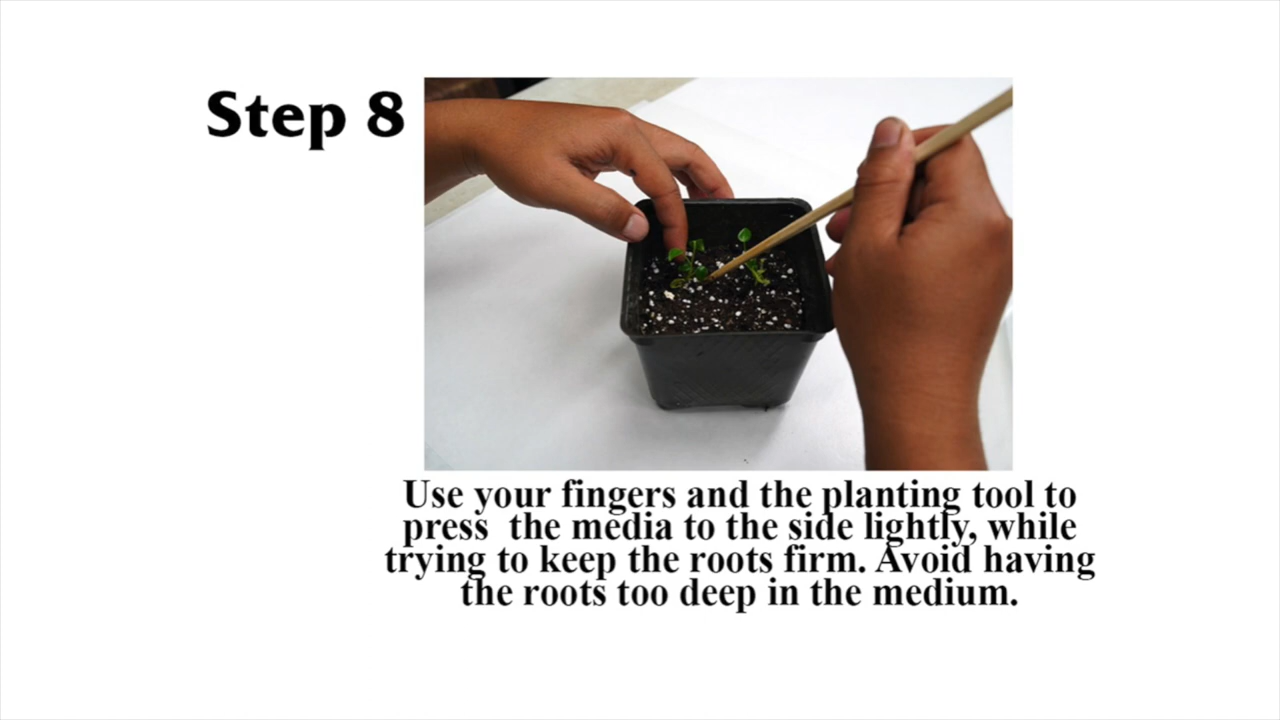 Step 8
Use your fingers and the planting tool to
press  the media to the side lightly, while
trying to keep the roots firm. Avoid having
the roots too deep in the medium.